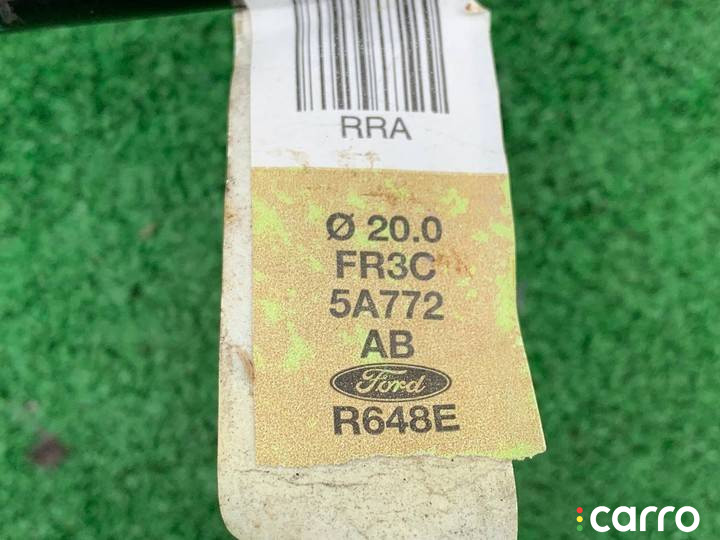 RRA
Ø 20.0
FR3C
5A772
AB
Ford
R648E
carro